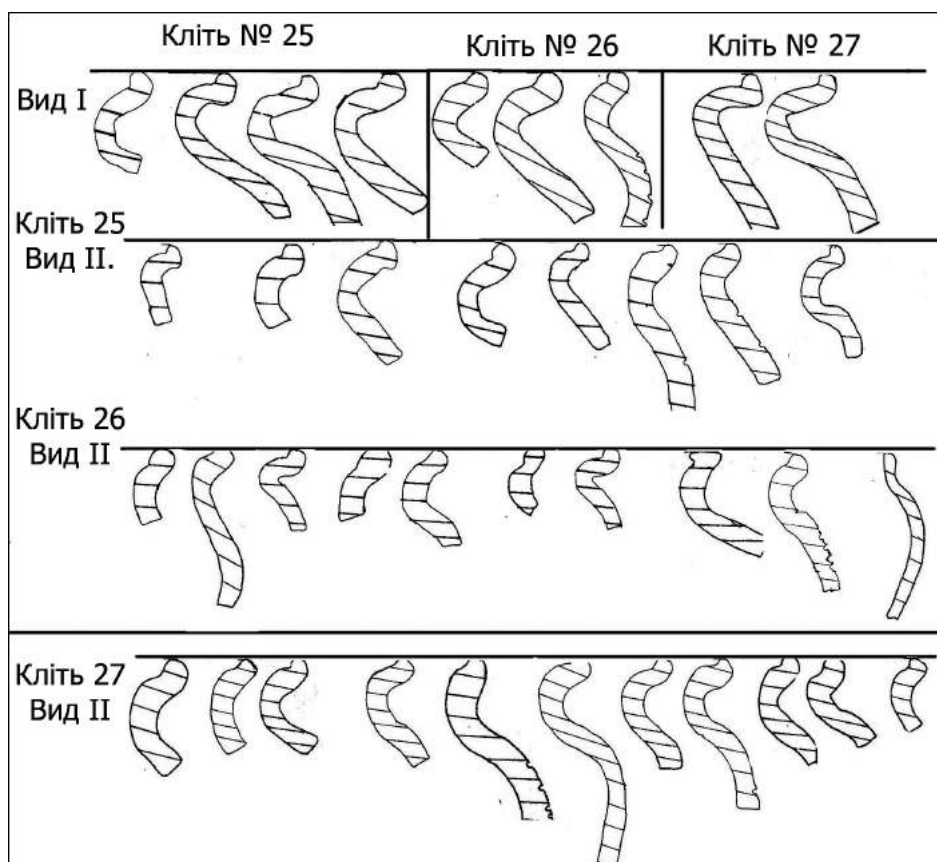 Кліть № 25
Кліть № 26
Кліть № 27
Вид I
Кліть 25
Вид II.
Кліть 26
Вид II
Кліть 27
Вид II